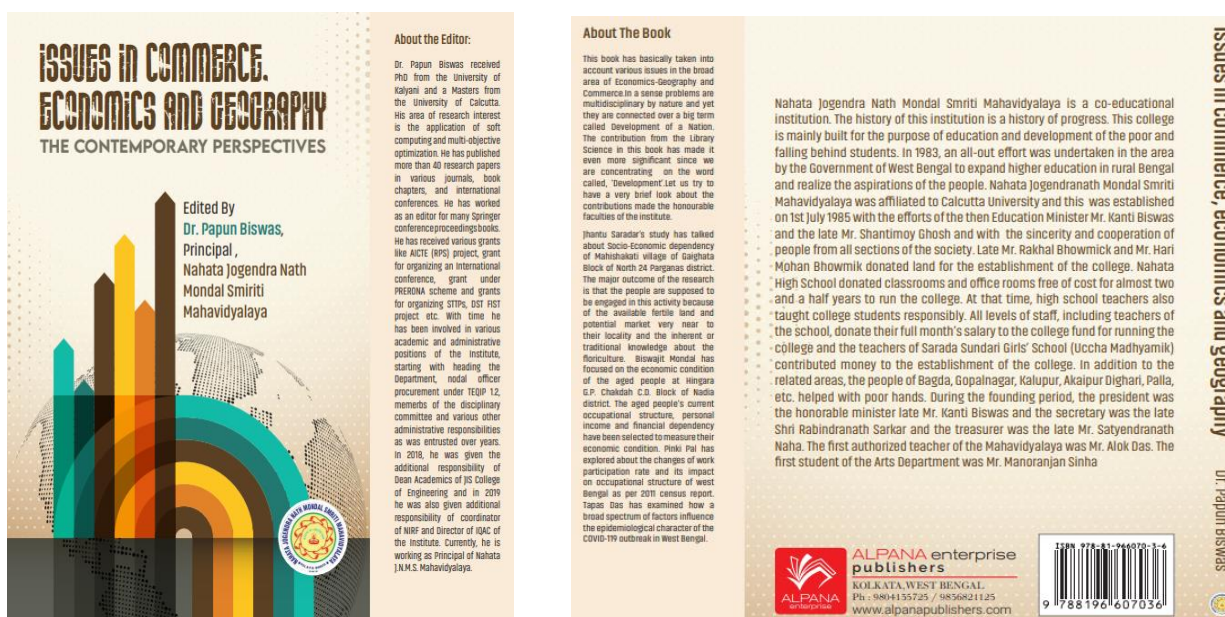 ISSUES IN COMMERCE,
ECONOMICS AND GEOGRAPHY
THE CONTEMPORARY PERSPECTIVES
Edited By
Dr. Papun Biswas,
Principal ,
Nahata Jogendra Nath
Mondal Smiriti
Mahavidyalaya
NAHATA JOGENDRA NATH MONDAL SMRITI MAHAVIDYALAYA
About the Editor:
Dr. Papun Biswas received
PhD from the University of
Kalyani and a Masters from
the University of Calcutta.
His area of research interest
is the application of soft
computing and multi-objective
optimization. He has published
more than 40 research papers
in various journals, book
chapters, and international
conferences. He has worked
as an editor for many Springer
conference proceedings books.
He has received various grants
like AICTE (RPS) project, grant
for organizing an International
conference, grant under
PRERONA scheme and grants
for organizing STTPs, DST FIST
project etc. With time he
has been involved in various
academic and administrative
positions of the Institute,
starting with heading the
Department, nodal officer
procurement under TEQIP 1.2,
memerbs of the disciplinary
committee and various other
administrative responsibilities
as was entrusted over years.
In 2018, he was given the
additional responsibility of
Dean Academics of JIS College
of Engineering and in 2019
he was also given additional
responsibility of coordinator
of NIRF and Director of IQAC of
the Institute. Currently, he is
working as Principal of Nahata
J.N.M.S. Mahavidyalaya.
About The Book
This book has basically taken into
account various issues in the broad
area of Economics-Geography and
Commerce.In a sense problems are
multidisciplinary by nature and yet
they are connected over a big term
called Development of a Nation.
The contribution from the Library
Science in this book has made it
even more significant since we
are concentrating on the word
called, 'Development'.Let us try to
have a very brief look about the
contributions made the honourable
faculties of the institute.
Jhantu Saradar's study has talked
about Socio-Economic dependency
of Mahishakati village of Gaighata
Block of North 24 Parganas district.
The major outcome of the research
is that the people are supposed to
be engaged in this activity because
of the available fertile land and
potential market very near to
their locality and the inherent or
traditional knowledge about the
floriculture. Biswajit Mondal has
focused on the economic condition
of the aged people at Hingara
G.P. Chakdah C.D. Block of Nadia
district. The aged people's current
occupational structure, personal
income and financial dependency
have been selected to measure their
economic condition. Pinki Pal has
explored about the changes of work
participation rate and its impact
on occupational structure of west
Bengal as per 2011 census report.
Tapas Das has examined how a
broad spectrum of factors influence
the epidemiological character of the
COVID-119 outbreak in West Bengal.
Nahata Jogendra Nath Mondal Smriti Mahavidyalaya is a co-educational
institution. The history of this institution is a history of progress. This college
is mainly built for the purpose of education and development of the poor and
falling behind students. In 1983, an all-out effort was undertaken in the area
by the Government of West Bengal to expand higher education in rural Bengal
and realize the aspirations of the people. Nahata Jogendranath Mondal Smriti
Mahavidyalaya was affiliated to Calcutta University and this was established
on 1st July 1985 with the efforts of the then Education Minister Mr. Kanti Biswas
and the late Mr. Shantimoy Ghosh and with the sincerity and cooperation of
people from all sections of the society. Late Mr. Rakhal Bhowmick and Mr. Hari
Mohan Bhowmik donated land for the establishment of the college. Nahata
High School donated classrooms and office rooms free of cost for almost two
and a half years to run the college. At that time, high school teachers also
taught college students responsibly. All levels of staff, including teachers of
the school, donate their full month's salary to the college fund for running the
college and the teachers of Sarada Sundari Girls' School (Uccha Madhyamik)
contributed money to the establishment of the college. In addition to the
related areas, the people of Bagda, Gopalnagar, Kalupur, Akaipur Dighari, Palla,
etc. helped with poor hands. During the founding period, the president was
the honorable minister late Mr. Kanti Biswas and the secretary was the late
Shri Rabindranath Sarkar and the treasurer was the late Mr. Satyendranath
Naha. The first authorized teacher of the Mahavidyalaya was Mr. Alok Das. The
first student of the Arts Department was Mr. Manoranjan Sinha
ALPANA
enterprise
ALPANA enterprise
publishers
KOLKATA,WEST BENGAL
Ph : 9804155725 / 9836821125
www.alpanapublishers.com
ISBN 978-81-966070-3-6
9 788196 607036
Issues in commerce, economics and geography
Dr. Papun Biswas